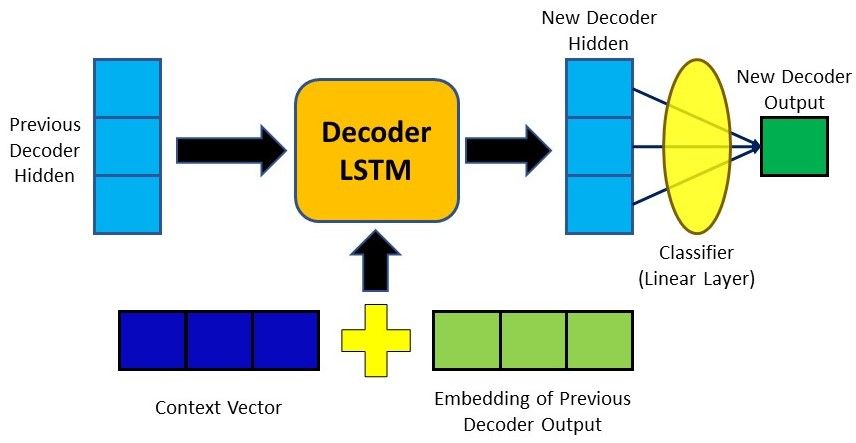 New Decoder
Hidden
New Decoder
Output
Previous
Decoder
Hidden
Decoder
LSTM
Classifier
(Linear Layer)
Context Vector
Embedding of Previous
Decoder Output